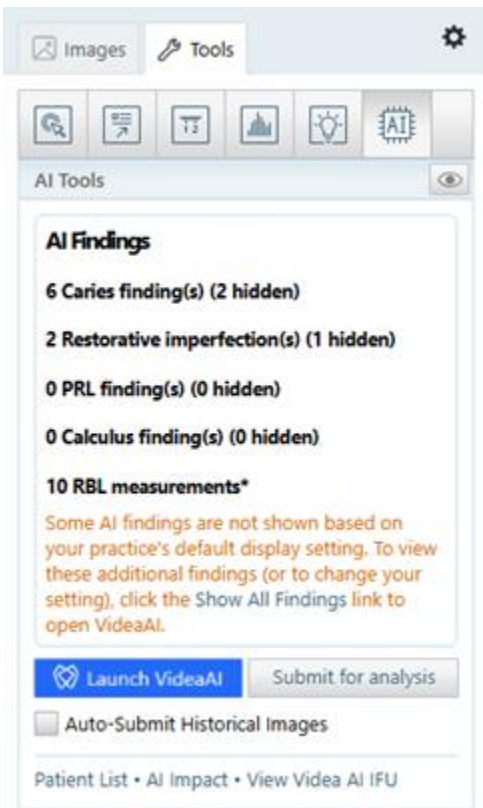 Images Tools
AI
AI Tools
AI Findings
6 Caries finding(s) (2 hidden)
2 Restorative imperfection(s) (1 hidden)
0 PRL finding(s) (0 hidden)
0 Calculus finding(s) (0 hidden)
10 RBL measurements*
Some AI findings are not shown based on
your practice's default display setting. To view
these additional findings (or to change your
setting), click the Show All Findings link to
open VideaAI.
Launch VideaAI Submit for analysis
Auto-Submit Historical Images
Patient List • AI Impact • View Videa AI IFU